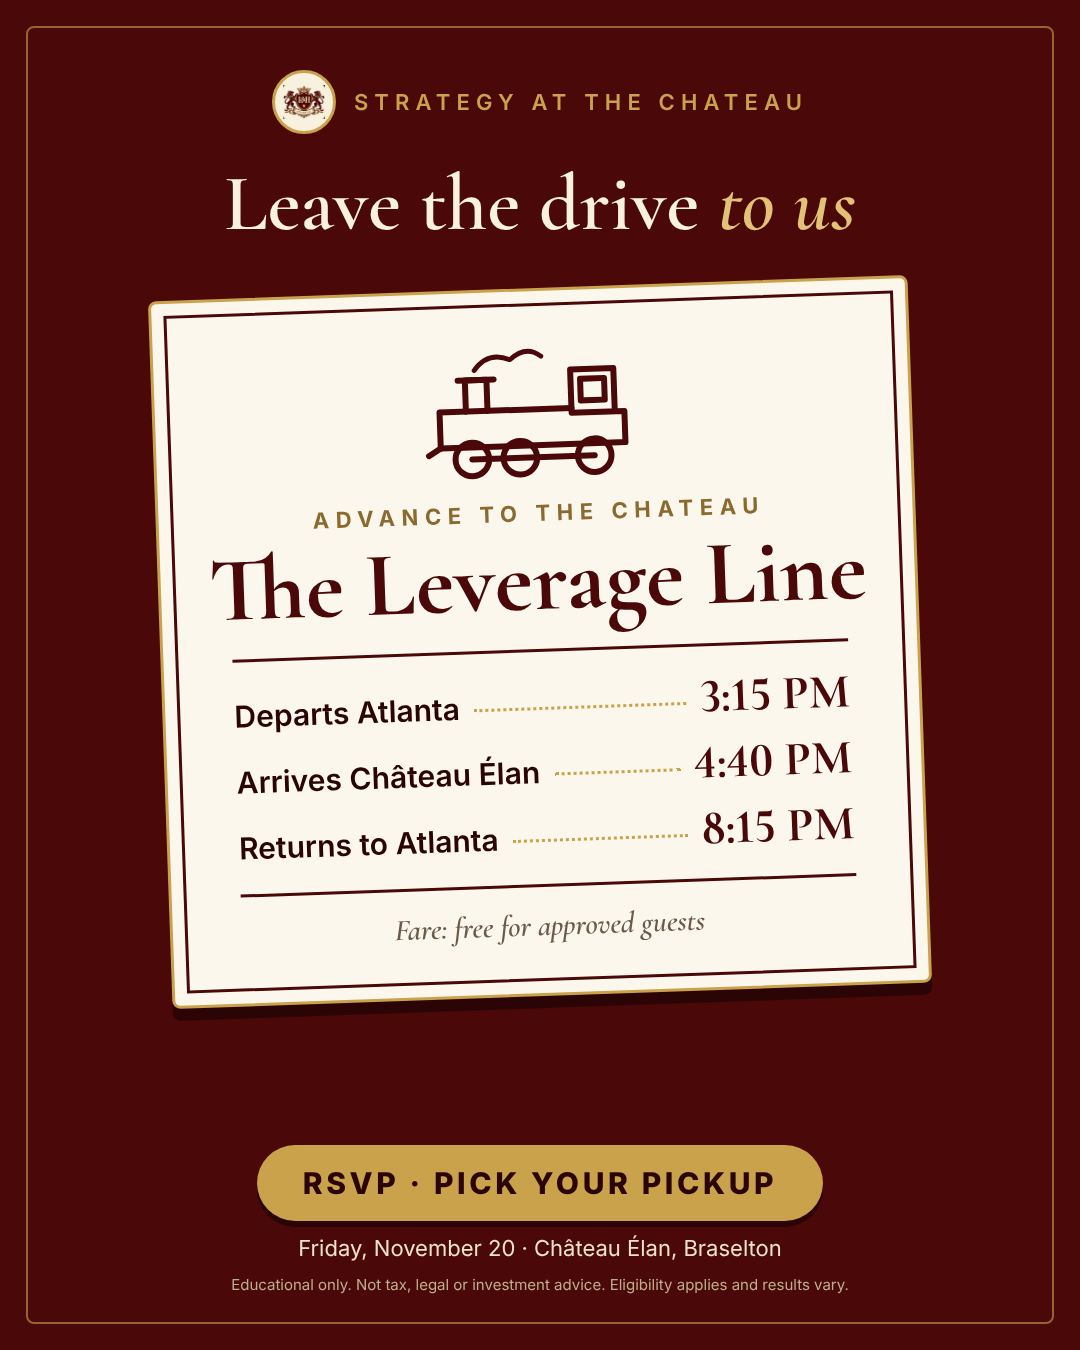 STRATEGY AT THE CHATEAU
Leave the drive to us
ADVANCE TO THE CHATEAU
The Leverage Line
Departs Atlanta 3:15 PM
Arrives Château Élan 4:40 PM
Returns to Atlanta 8:15 PM
Fare: free for approved guests
RSVP · PICK YOUR PICKUP
Friday, November 20 · Château Élan, Braselton
Educational only. Not tax, legal or investment advice. Eligibility applies and results vary.